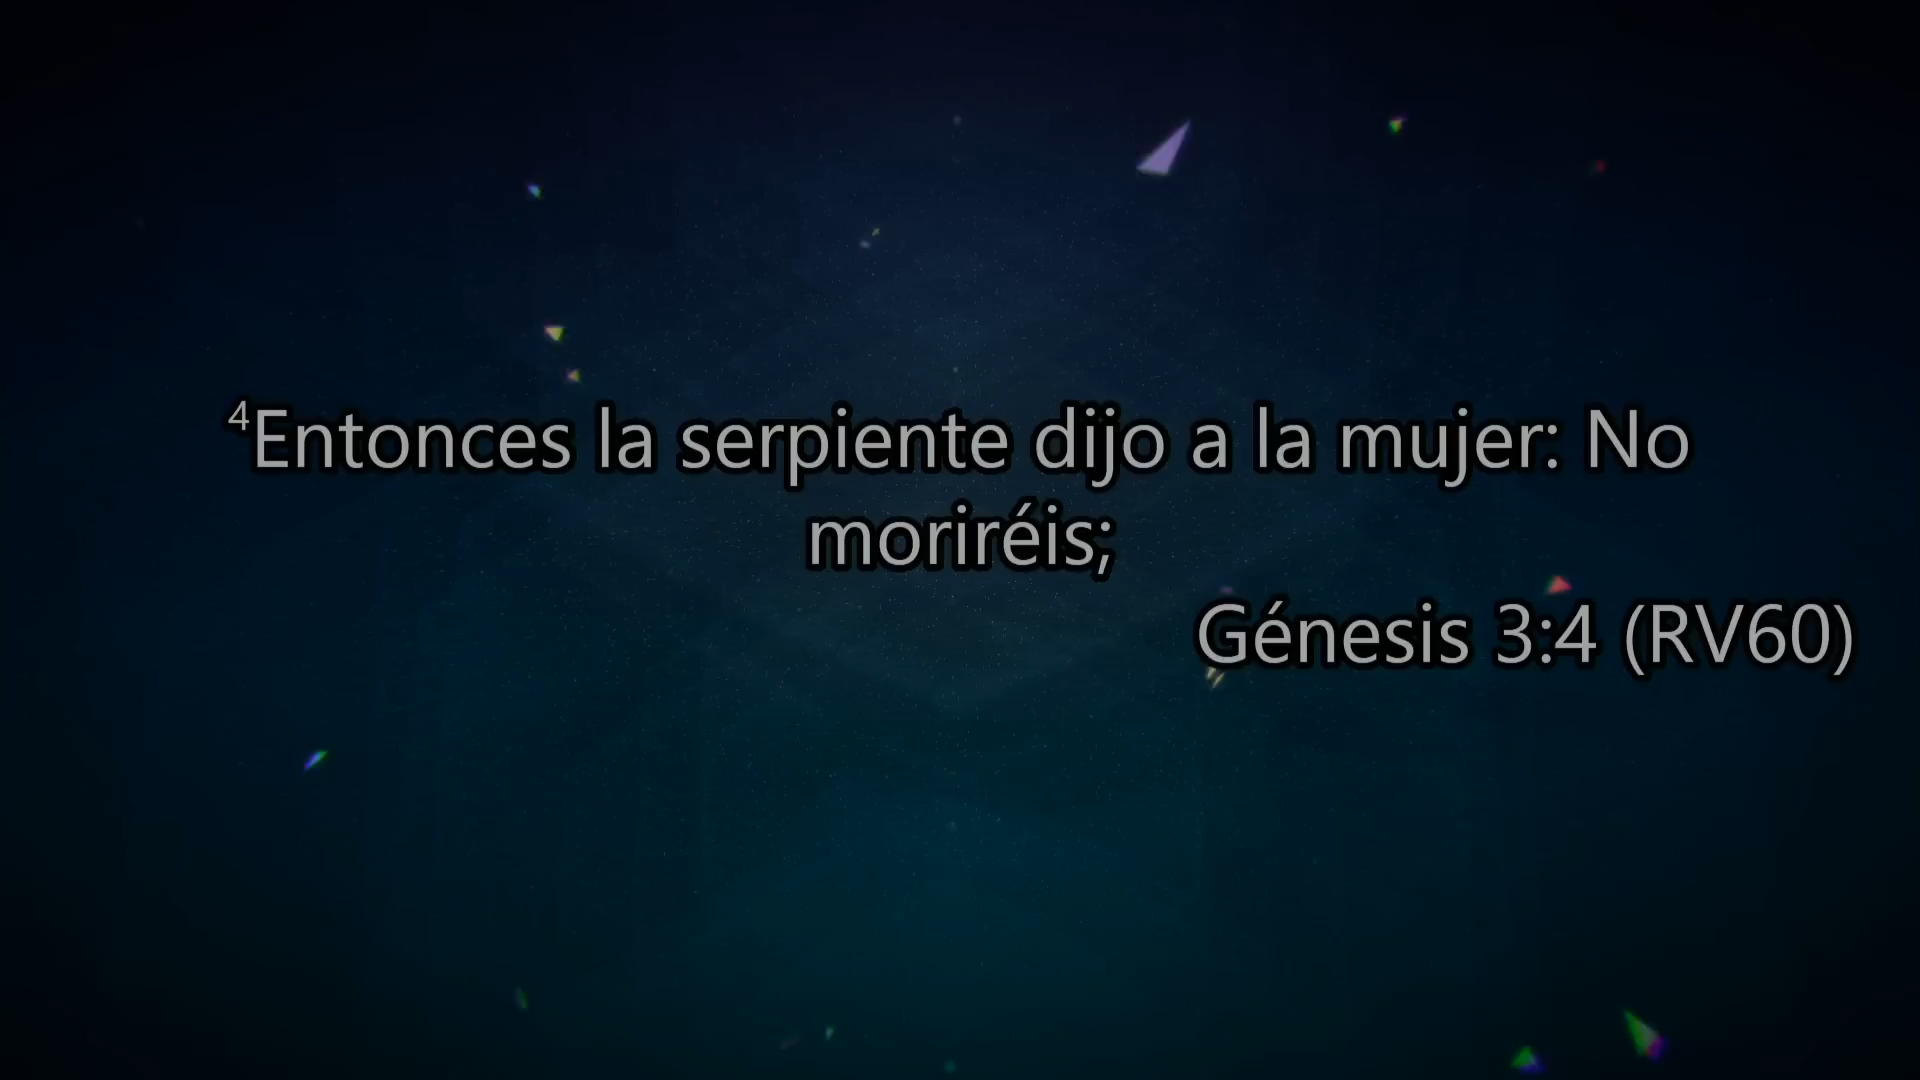 ⁴Entonces la serpiente dijo a la mujer: No
moriréis;
Génesis 3:4 (RV60)